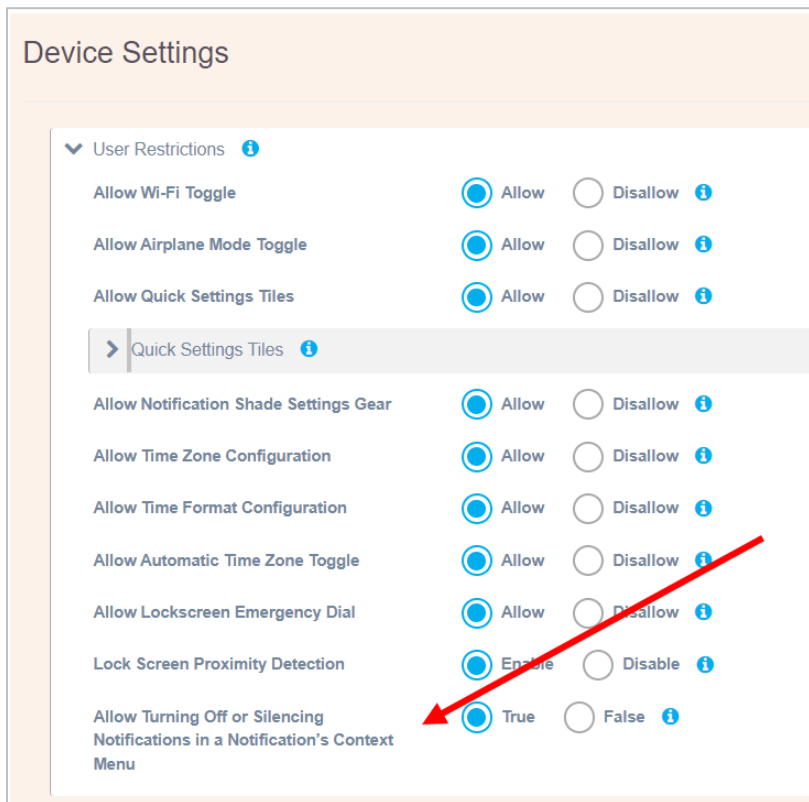 Device Settings
User Restrictions
Allow Wi-Fi Toggle Allow Disallow
Allow Airplane Mode Toggle Allow Disallow
Allow Quick Settings Tiles Allow Disallow
Quick Settings Tiles
Allow Notification Shade Settings Gear Allow Disallow
Allow Time Zone Configuration Allow Disallow
Allow Time Format Configuration Allow Disallow
Allow Automatic Time Zone Toggle Allow Disallow
Allow Lockscreen Emergency Dial Allow Disallow
Lock Screen Proximity Detection Enable Disable
Allow Turning Off or Silencing True False
Notifications in a Notification’s Context
Menu